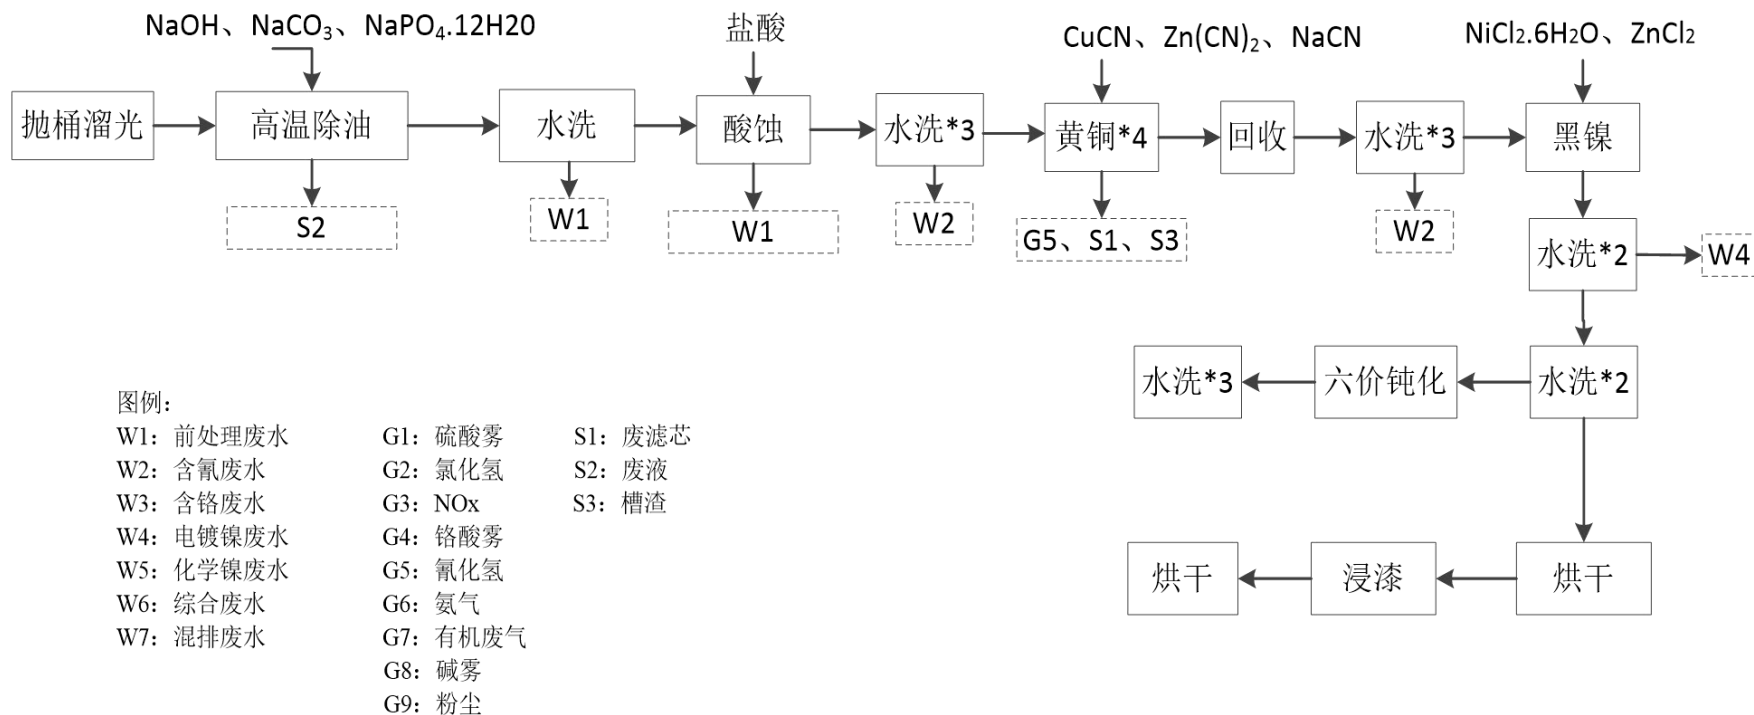 NaOH、NaCO₃、NaPO₄.12H20
盐酸
CuCN、Zn(CN)₂、NaCN
NiCl₂.6H₂O、ZnCl₂
抛桶溜光
高温除油
水洗
酸蚀
水洗*3
黄铜*4
回收
水洗*3
黑镍
S2
W1
W1
W2
G5、S1、S3
W2
水洗*2
W4
水洗*3
六价钝化
水洗*2
烘干
浸漆
烘干
图例：
W1：前处理废水 G1：硫酸雾 S1：废滤芯
W2：含氰废水 G2：氯化氢 S2：废液
W3：含铬废水 G3：NOx S3：槽渣
W4：电镀镍废水 G4：铬酸雾
W5：化学镍废水 G5：氰化氢
W6：综合废水 G6：氨气
W7：混排废水 G7：有机废气
G8：碱雾
G9：粉尘